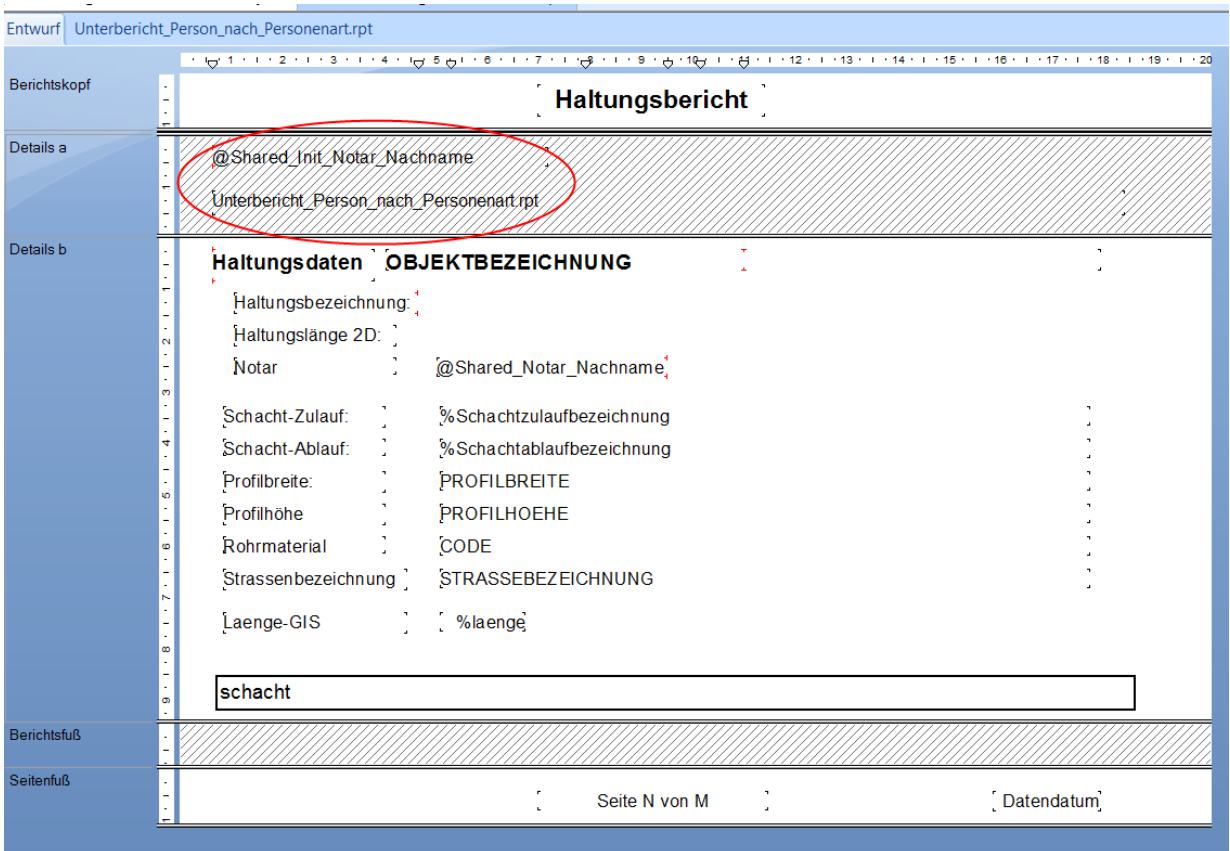 Entwurf Unterbericht_Person_nach_Personenart.rpt
1 2 3 4 5 6 7 8 9 10 11 12 13 14 15 16 17 18 19 20
Berichtskopf
Haltungsbericht
Details a
@Shared_Init_Notar_Nachname
Unterbericht_Person_nach_Personenart.rpt
Details b
Haltungsdaten OBJEKTBEZEICHNUNG
Haltungsbezeichnung:
Haltungslänge 2D:
Notar @Shared_Notar_Nachname
Schacht-Zulauf: %Schachtzulaufbezeichnung
Schacht-Ablauf: %Schachtablaufbezeichnung
Profilbreite: PROFILBREITE
Profilhöhe PROFILHOEHE
Rohrmaterial CODE
Strassenbezeichnung STRASSEBEZEICHNUNG
Laenge-GIS %laenge
schacht
Berichtsfuß
Seitenfuß
Seite N von M Datendatum